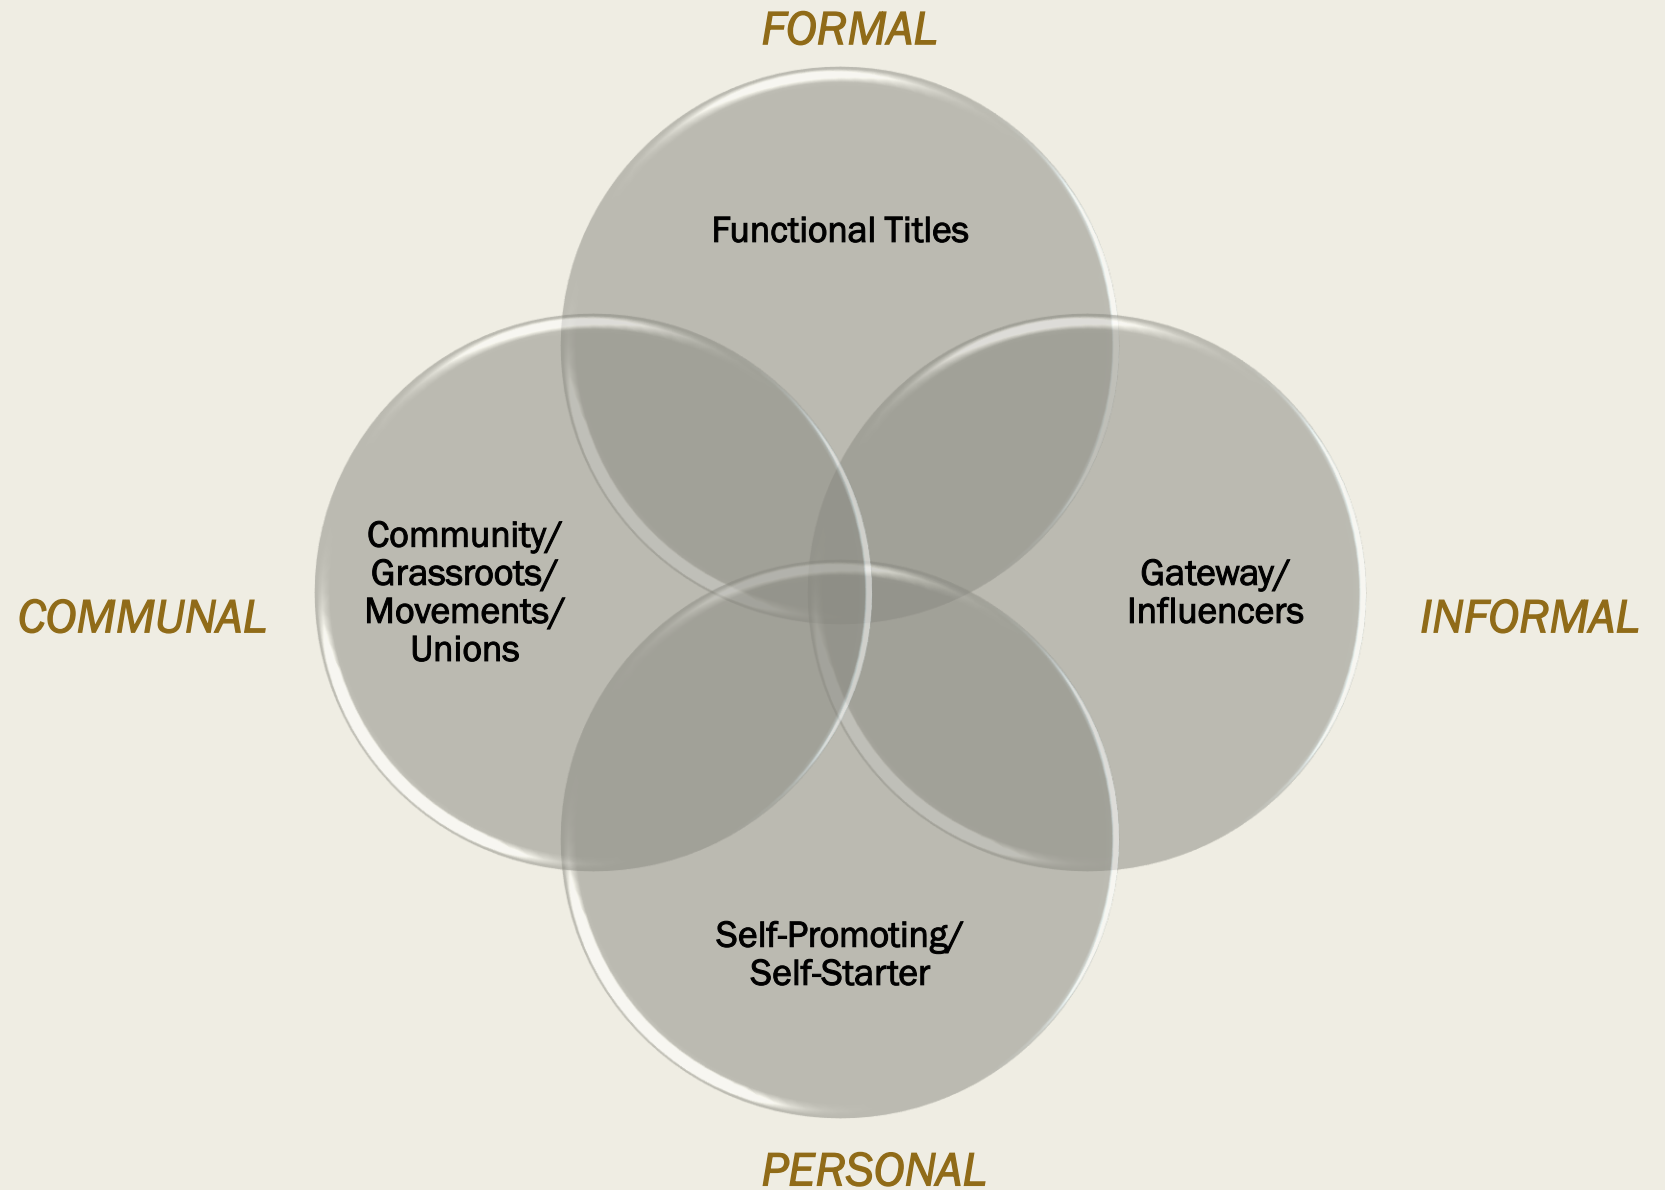 FORMAL
Functional Titles
Community/
Grassroots/
Movements/
Unions
COMMUNAL
Gateway/
Influencers
INFORMAL
Self-Promoting/
Self-Starter
PERSONAL